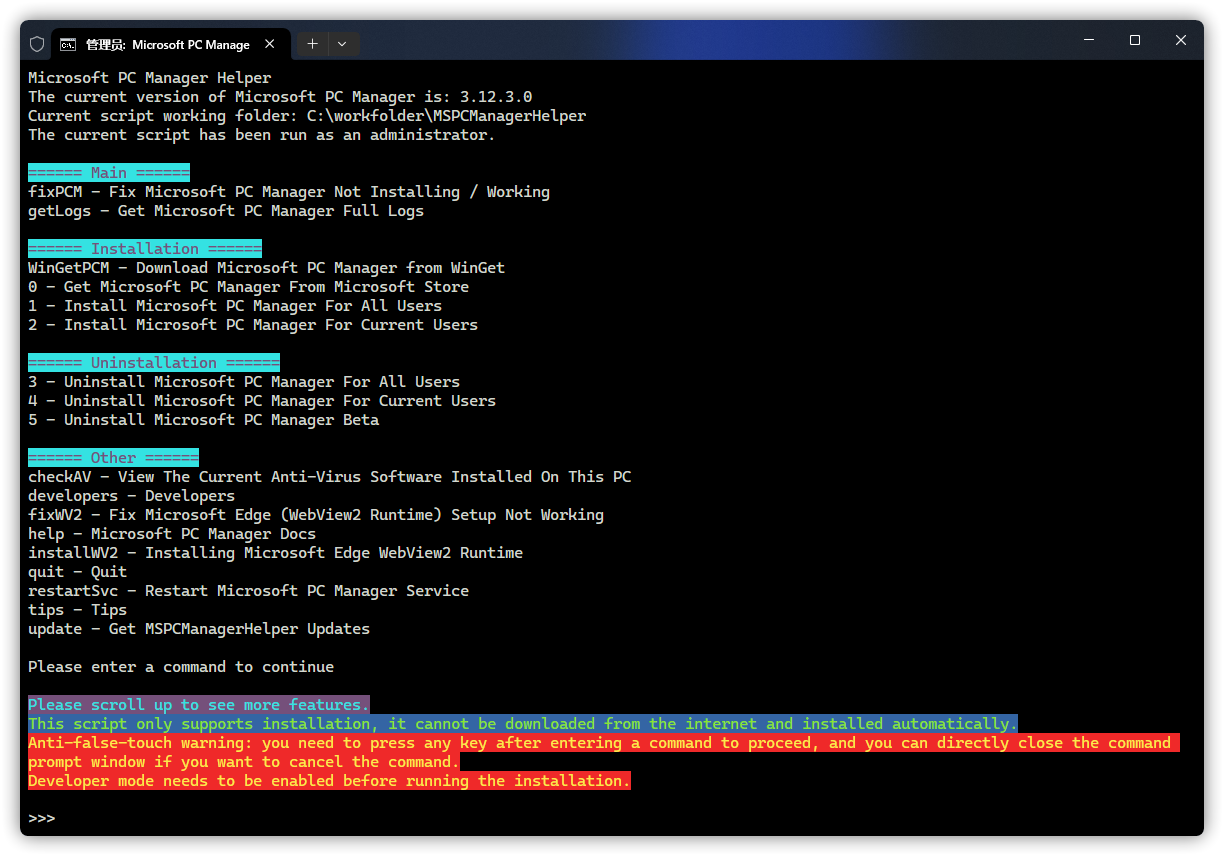 管理员: Microsoft PC Manage
Microsoft PC Manager Helper
The current version of Microsoft PC Manager is: 3.12.3.0
Current script working folder: C:\workfolder\MSPCManagerHelper
The current script has been run as an administrator.
====== Main ======
fixPCM - Fix Microsoft PC Manager Not Installing / Working
getLogs - Get Microsoft PC Manager Full Logs
====== Installation ======
WinGetPCM - Download Microsoft PC Manager from WinGet
0 - Get Microsoft PC Manager From Microsoft Store
1 - Install Microsoft PC Manager For All Users
2 - Install Microsoft PC Manager For Current Users
====== Uninstallation ======
3 - Uninstall Microsoft PC Manager For All Users
4 - Uninstall Microsoft PC Manager For Current Users
5 - Uninstall Microsoft PC Manager Beta
====== Other ======
checkAV - View The Current Anti-Virus Software Installed On This PC
developers - Developers
fixWV2 - Fix Microsoft Edge (WebView2 Runtime) Setup Not Working
help - Microsoft PC Manager Docs
installWV2 - Installing Microsoft Edge WebView2 Runtime
quit - Quit
restartSvc - Restart Microsoft PC Manager Service
tips - Tips
update - Get MSPCManagerHelper Updates
Please enter a command to continue
Please scroll up to see more features.
This script only supports installation, it cannot be downloaded from the internet and installed automatically.
Anti-false-touch warning: you need to press any key after entering a command to proceed, and you can directly close the command
prompt window if you want to cancel the command.
Developer mode needs to be enabled before running the installation.
>>>